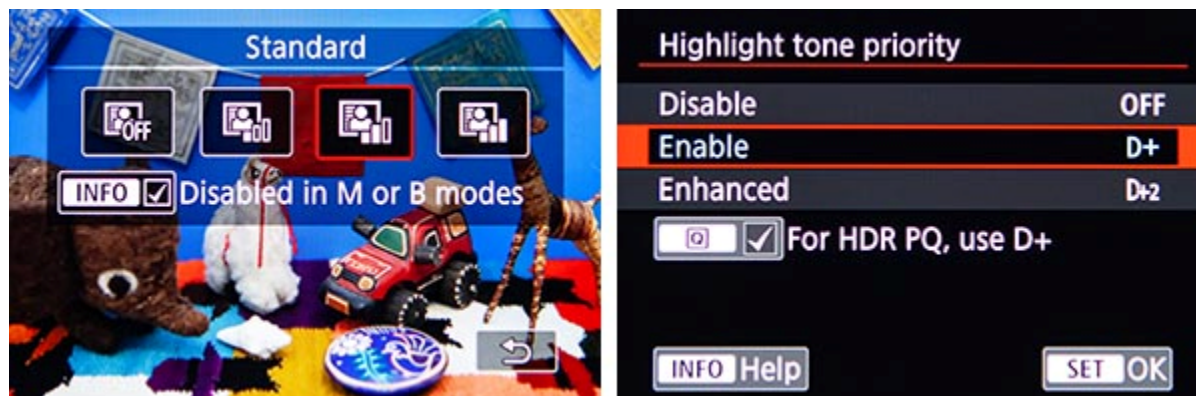 Standard
OFF
INFO Disabled in M or B modes
Highlight tone priority
Disable OFF
Enable D+
Enhanced D+2
Q For HDR PQ, use D+
INFO Help SET OK